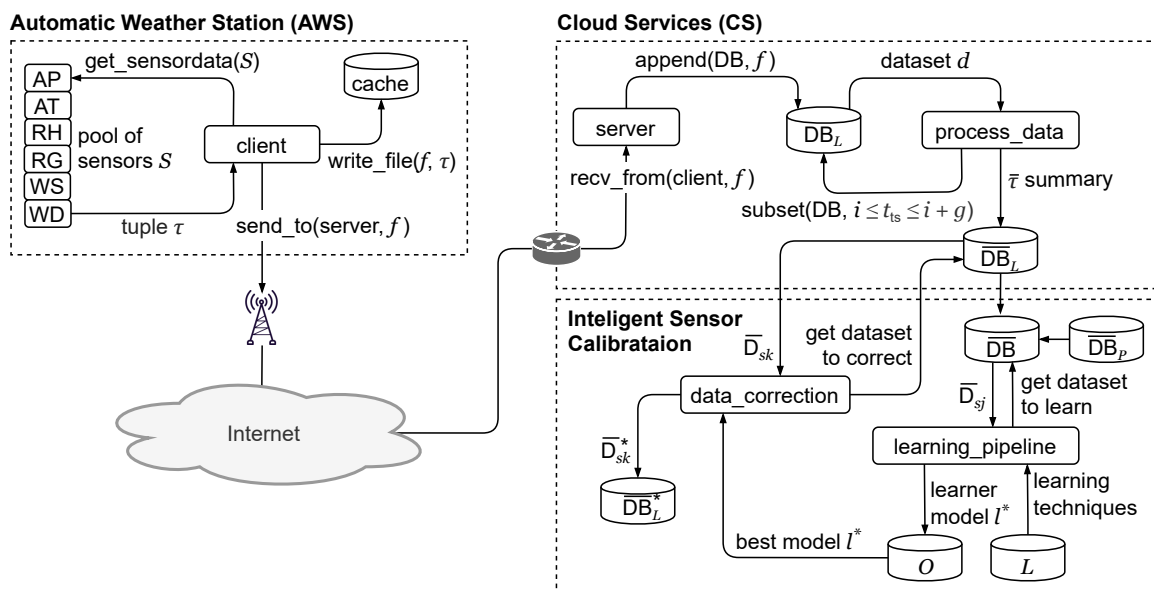 Automatic Weather Station (AWS)
get_sensordata(S)
AP
AT
RH
RG
WS
WD
pool of
sensors S
client
cache
write_file(f, τ)
tuple τ
send_to(server, f)
Internet
Cloud Services (CS)
append(DB, f)
dataset d
server
DB_L
process_data
recv_from(client, f)
subset(DB, i ≤ t_ts ≤ i + g)
τ̅ summary
D̅B̅_L
Inteligent Sensor
Calibrataion
D̅_sk
get dataset
to correct
D̅B̅
D̅B̅_P
data_correction
D̅_sj
get dataset
to learn
learning_pipeline
D̅_sk*
D̅B̅_L*
learner
model l*
learning
techniques
best model l*
O
L